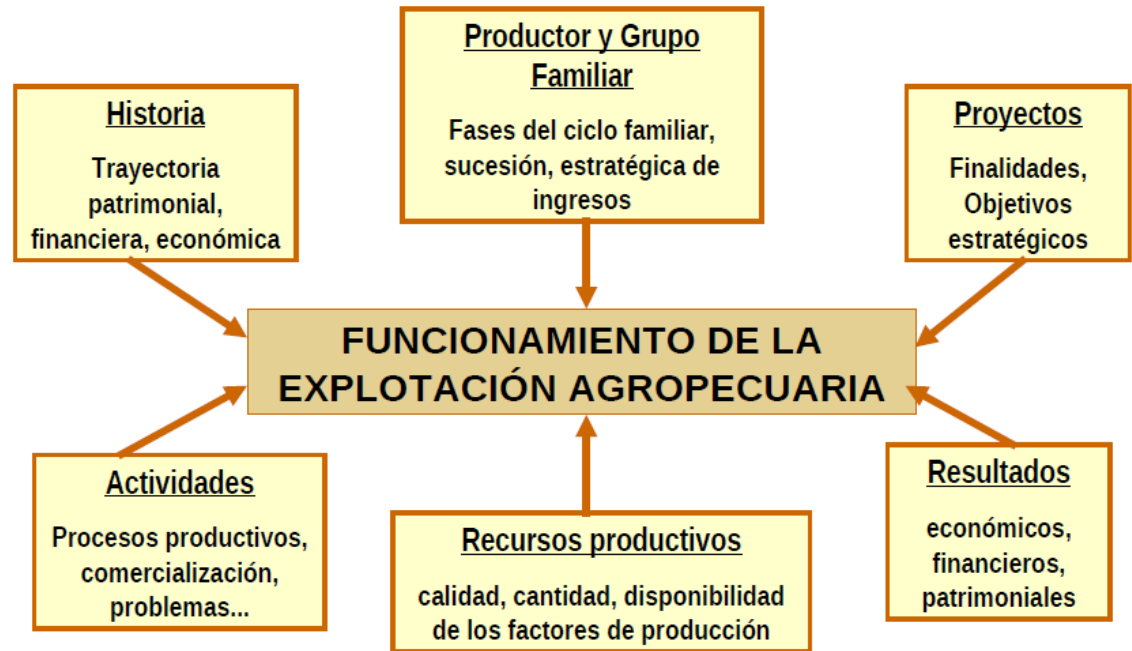 Productor y Grupo
Familiar
Fases del ciclo familiar,
sucesión, estratégica de
ingresos
Historia
Trayectoria
patrimonial,
financiera, económica
Proyectos
Finalidades,
Objetivos
estratégicos
FUNCIONAMIENTO DE LA
EXPLOTACIÓN AGROPECUARIA
Actividades
Procesos productivos,
comercialización,
problemas...
Recursos productivos
calidad, cantidad, disponibilidad
de los factores de producción
Resultados
económicos,
financieros,
patrimoniales